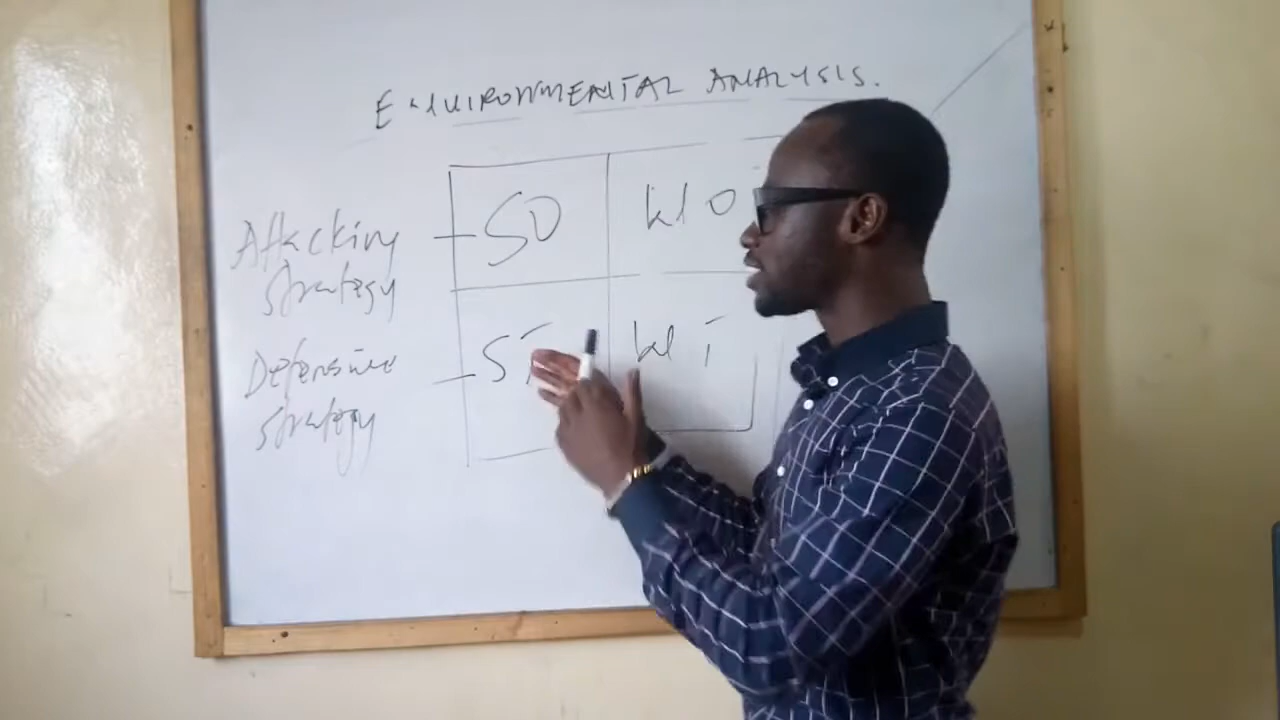 ENVIRONMENTAL ANALYSIS.
Attacking
strategy
SO
WO
Defensive
strategy
ST
WT